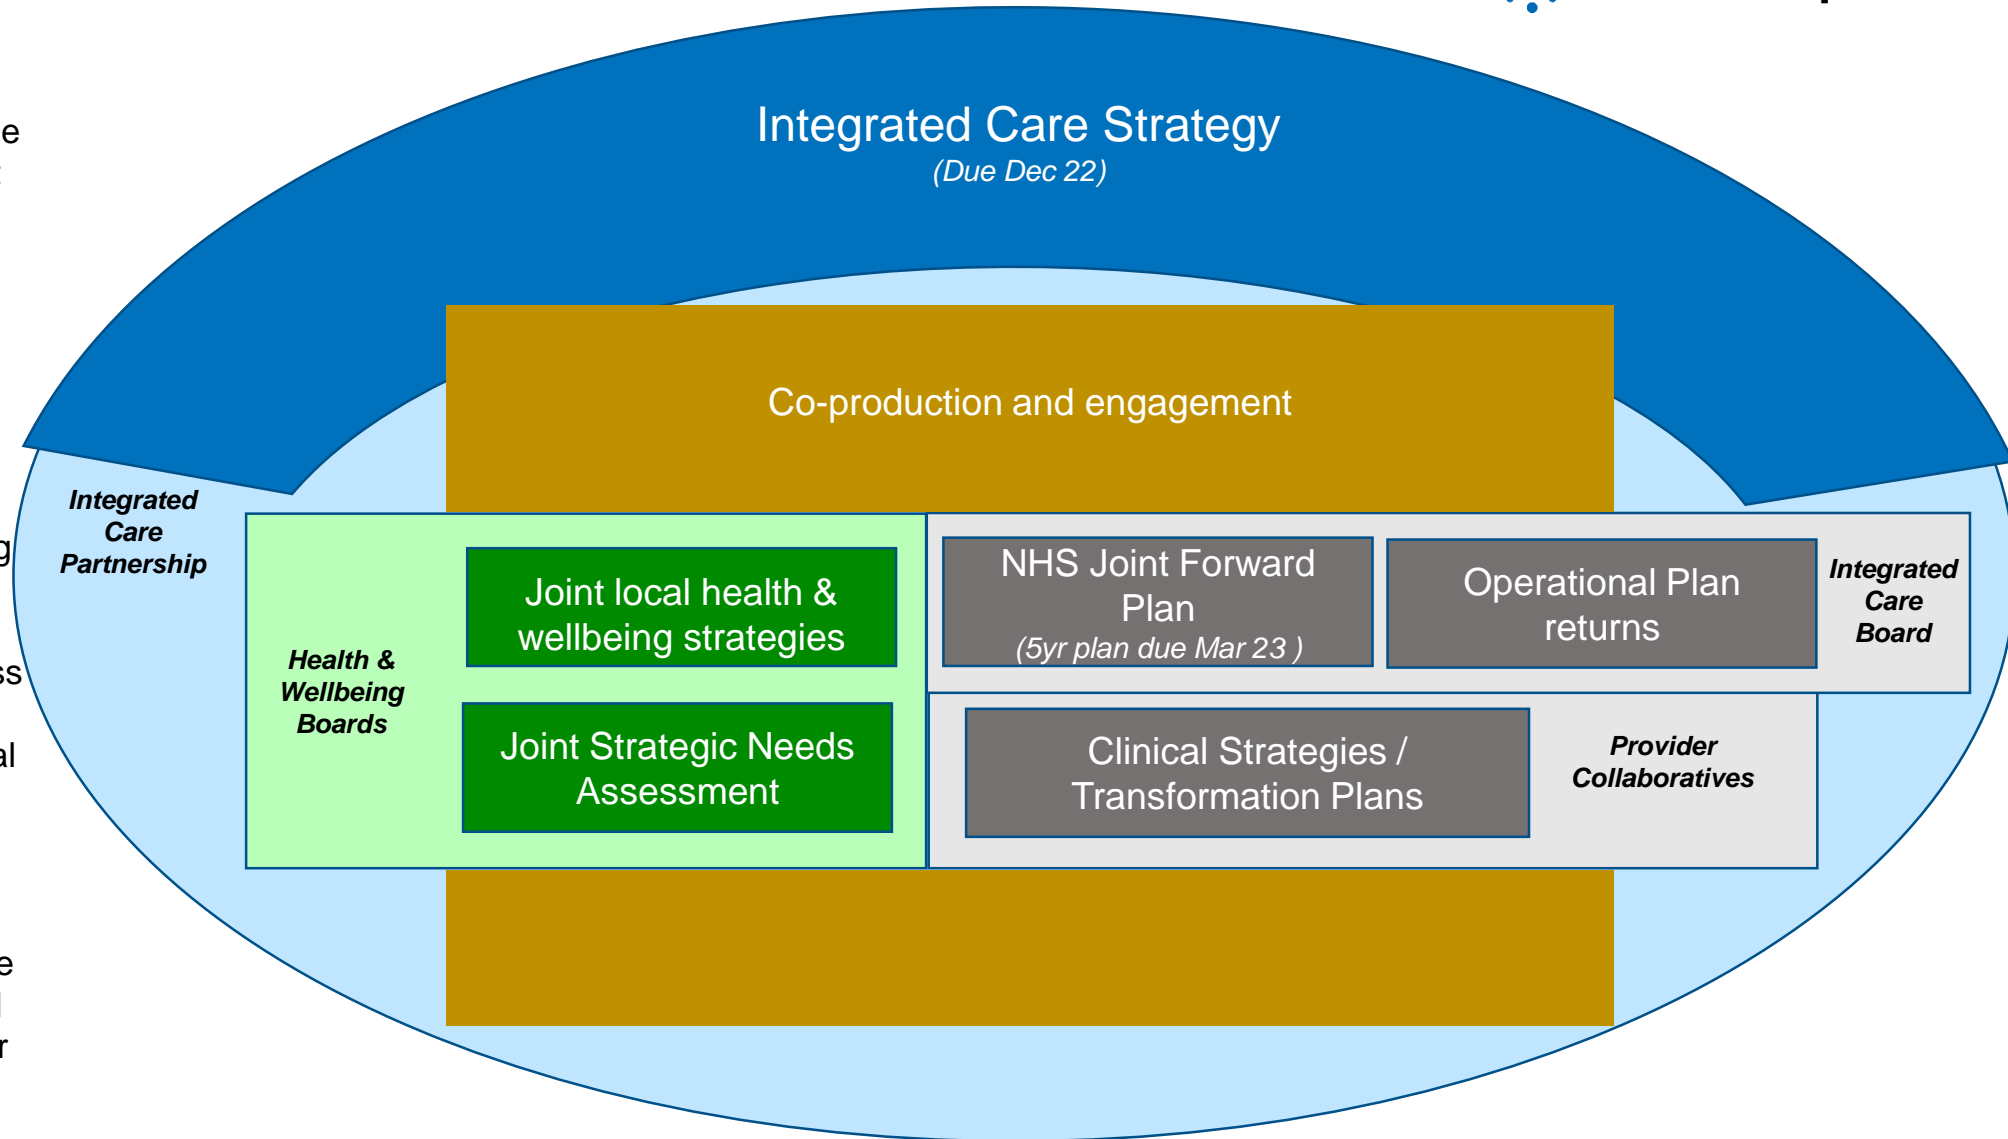 Integrated Care Strategy
(Due Dec 22)
Co-production and engagement
Integrated
Care
Partnership
Health &
Wellbeing
Boards
Joint local health &
wellbeing strategies
Joint Strategic Needs
Assessment
NHS Joint Forward
Plan
(5yr plan due Mar 23 )
Operational Plan
returns
Integrated
Care
Board
Clinical Strategies /
Transformation Plans
Provider
Collaboratives